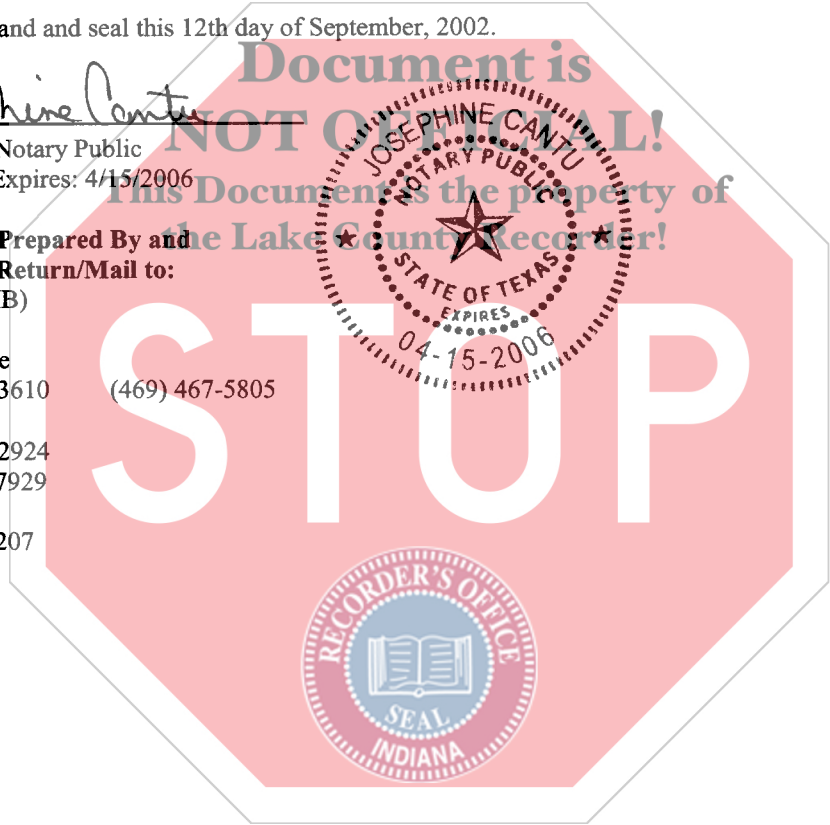 and and seal this 12th day of September, 2002.
Document is
hine Cantu
NOT OFFICIAL!
Notary Public
Expires: 4/15/2006
This Document is the property of
the Lake County Recorder!
JOSEPHINE CANTU
NOTARY PUBLIC
STATE OF TEXAS
EXPIRES
04-15-2006
Prepared By and
Return/Mail to:
B)
e
3610 (469) 467-5805
2924
7929
207
STOP
RECORDER'S OFFICE
SEAL
INDIANA